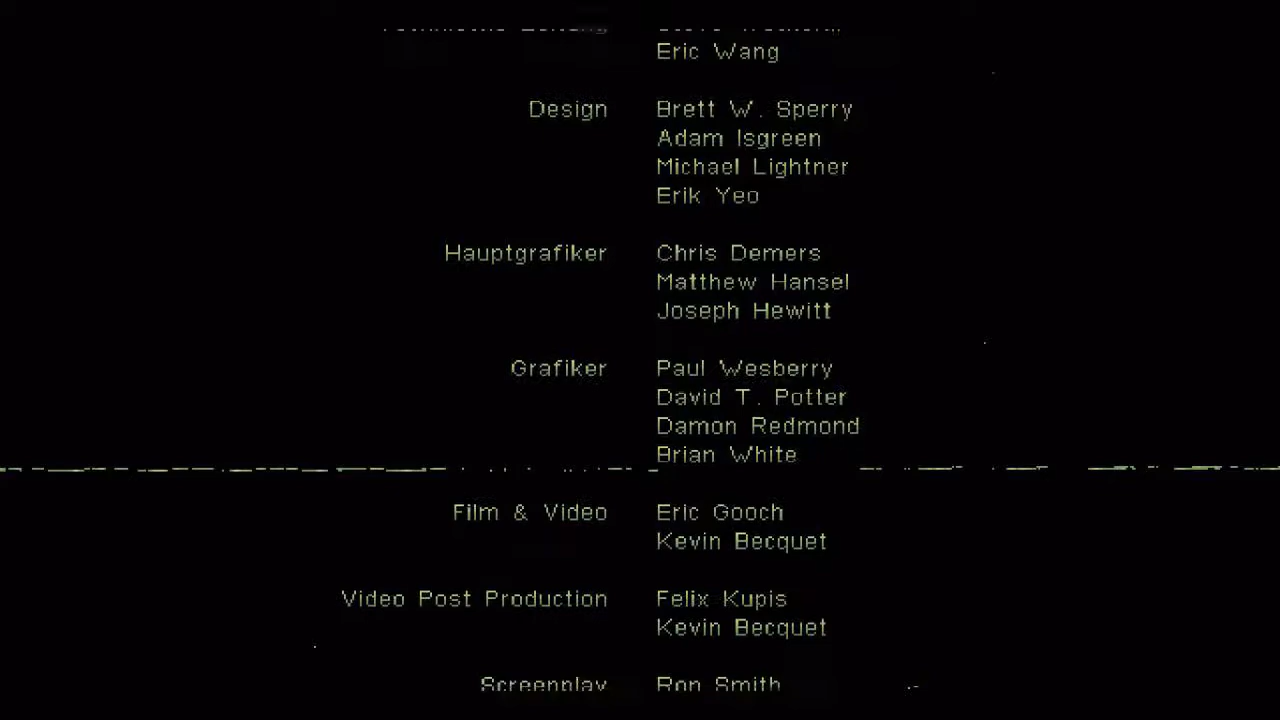 Eric Wang
Design Brett W. Sperry
Adam Isgreen
Michael Lightner
Erik Yeo
Hauptgrafiker Chris Demers
Matthew Hansel
Joseph Hewitt
Grafiker Paul Wesberry
David T. Potter
Damon Redmond
Brian White
Film & Video Eric Gooch
Kevin Becquet
Video Post Production Felix Kupis
Kevin Becquet
Screenplay Ron Smith